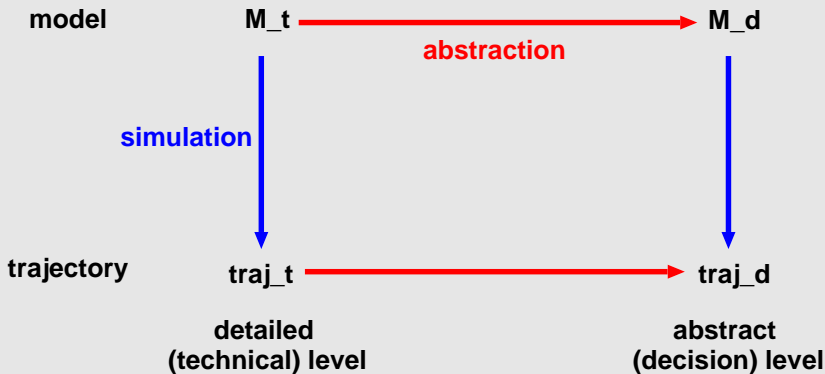 model M_t M_d
abstraction
simulation
trajectory traj_t traj_d
detailed abstract
(technical) level (decision) level